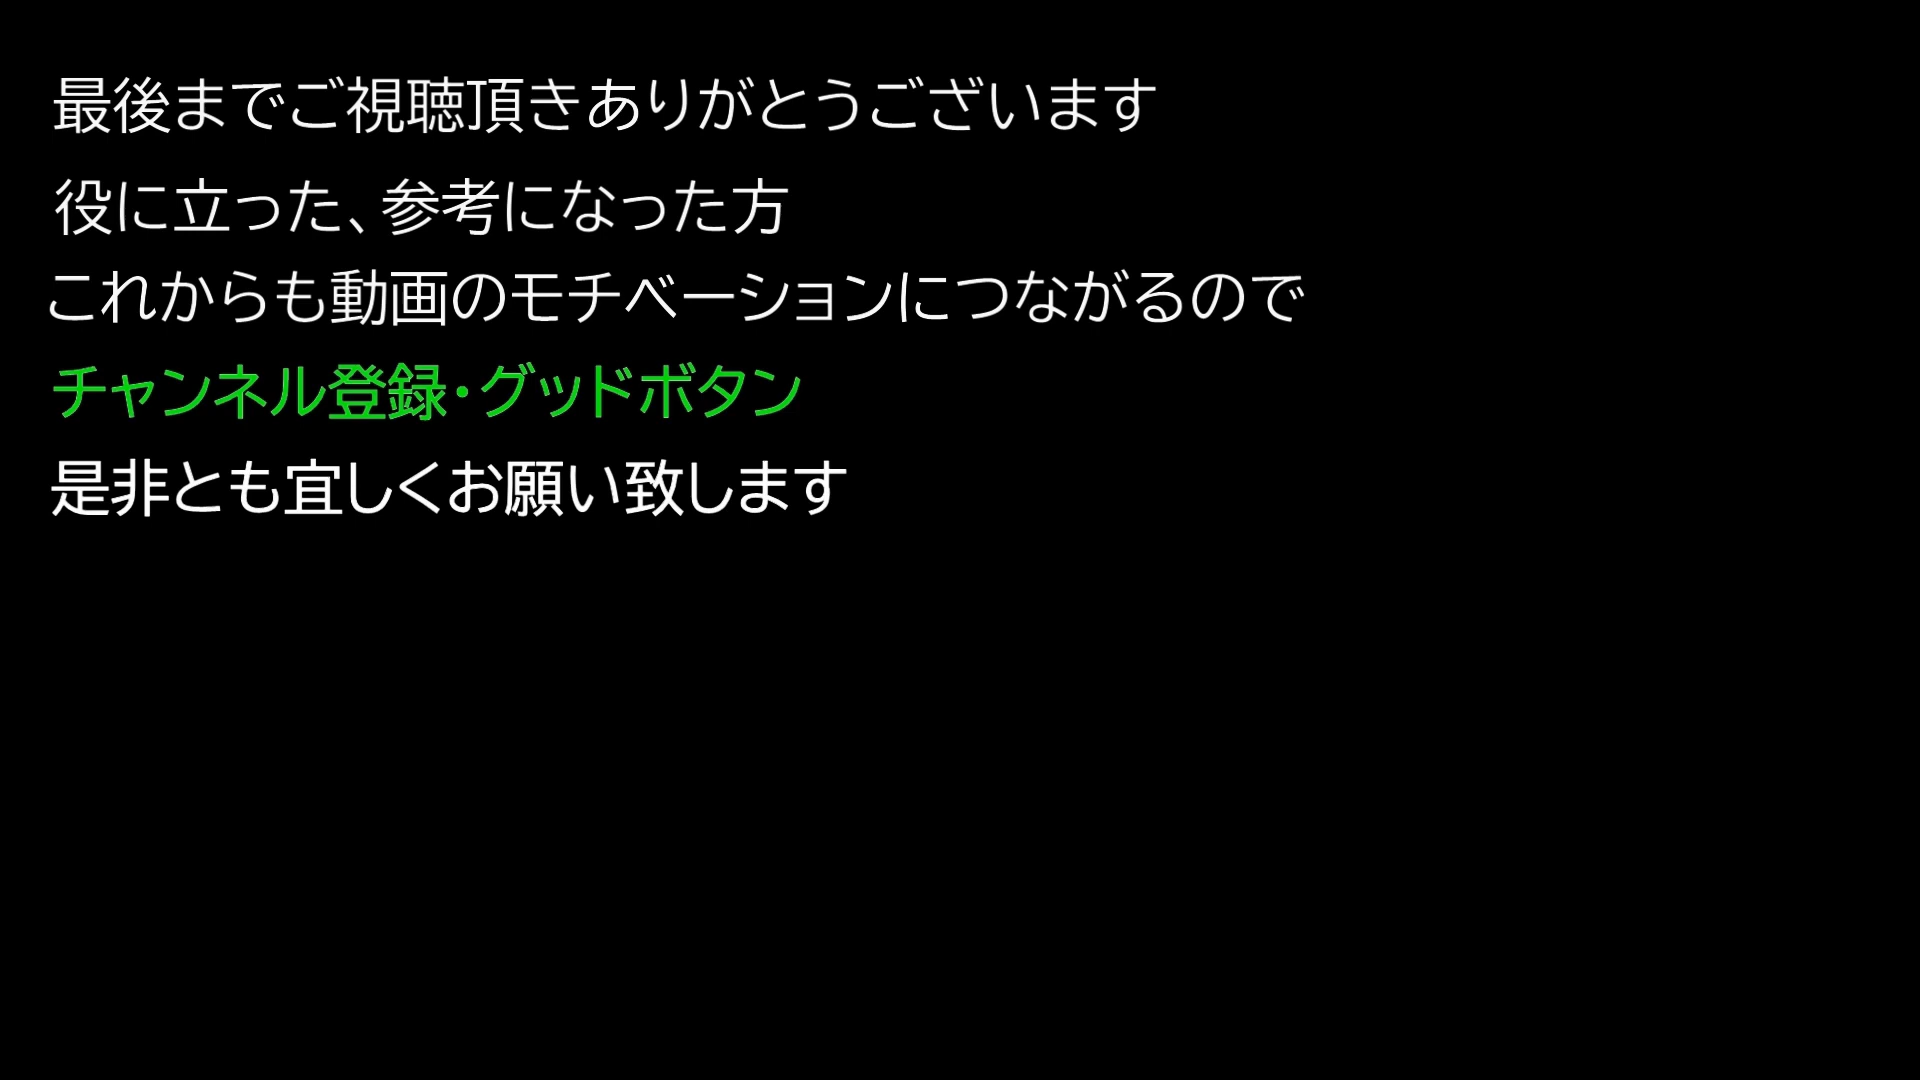 最後までご視聴頂きありがとうございます
役に立った、参考になった方
これからも動画のモチベーションにつながるので
チャンネル登録・グッドボタン
是非とも宜しくお願い致します